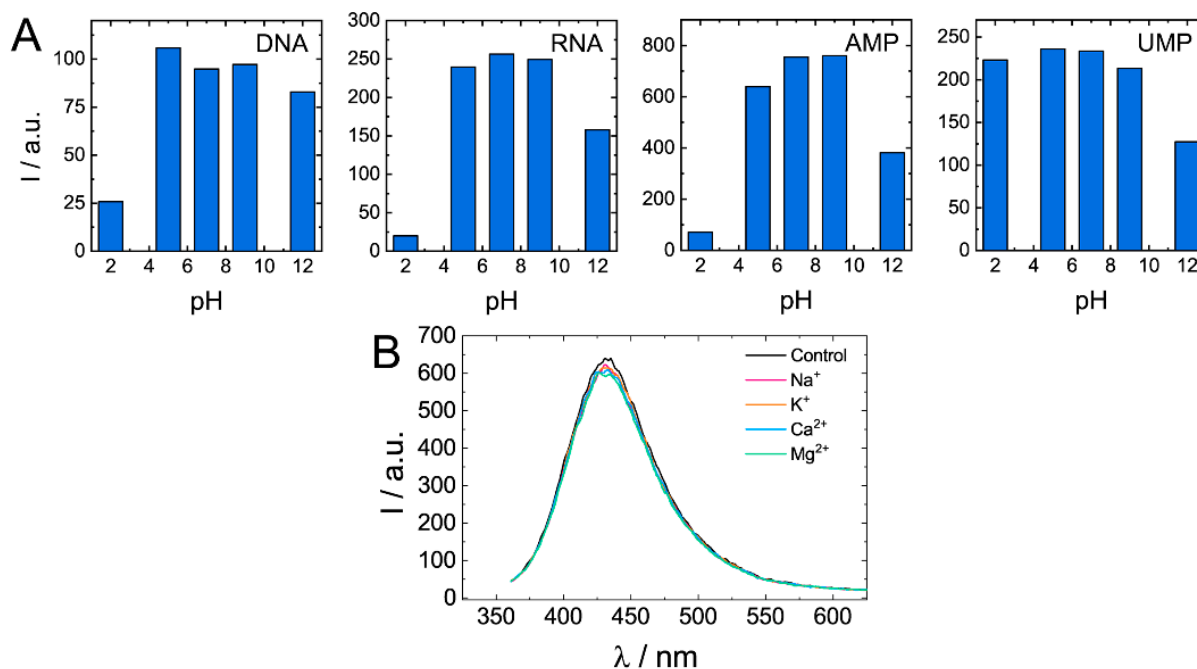 A
DNA
RNA
AMP
UMP
I / a.u.
100
75
50
25
0
2 4 6 8 10 12
pH
300
250
200
150
100
50
0
2 4 6 8 10 12
pH
800
600
400
200
0
2 4 6 8 10 12
pH
250
200
150
100
50
0
2 4 6 8 10 12
pH
B
I / a.u.
700
600
500
400
300
200
100
0
350 400 450 500 550 600
λ / nm
Control
Na⁺
K⁺
Ca²⁺
Mg²⁺